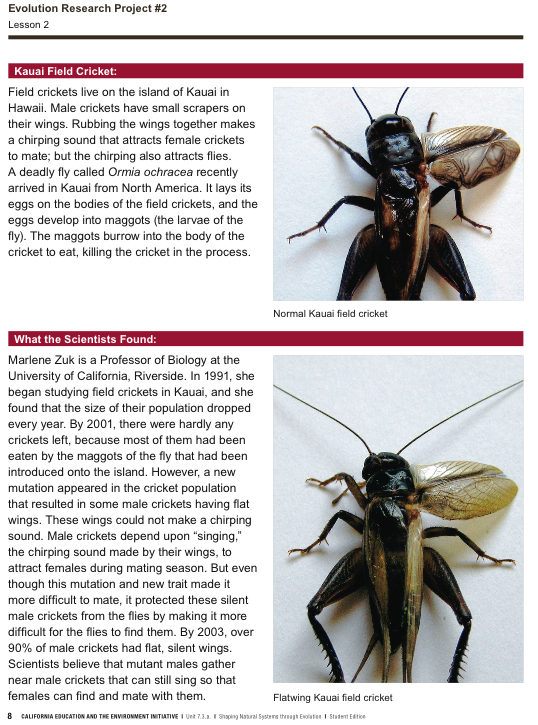 Evolution Research Project #2
Lesson 2
Kauai Field Cricket:
Field crickets live on the island of Kauai in
Hawaii. Male crickets have small scrapers on
their wings. Rubbing the wings together makes
a chirping sound that attracts female crickets
to mate; but the chirping also attracts flies.
A deadly fly called Ormia ochracea recently
arrived in Kauai from North America. It lays its
eggs on the bodies of the field crickets, and the
eggs develop into maggots (the larvae of the
fly). The maggots burrow into the body of the
cricket to eat, killing the cricket in the process.
Normal Kauai field cricket
What the Scientists Found:
Marlene Zuk is a Professor of Biology at the
University of California, Riverside. In 1991, she
began studying field crickets in Kauai, and she
found that the size of their population dropped
every year. By 2001, there were hardly any
crickets left, because most of them had been
eaten by the maggots of the fly that had been
introduced onto the island. However, a new
mutation appeared in the cricket population
that resulted in some male crickets having flat
wings. These wings could not make a chirping
sound. Male crickets depend upon “singing,”
the chirping sound made by their wings, to
attract females during mating season. But even
though this mutation and new trait made it
more difficult to mate, it protected these silent
male crickets from the flies by making it more
difficult for the flies to find them. By 2003, over
90% of male crickets had flat, silent wings.
Scientists believe that mutant males gather
near male crickets that can still sing so that
females can find and mate with them.
Flatwing Kauai field cricket
8 CALIFORNIA EDUCATION AND THE ENVIRONMENT INITIATIVE I Unit 7.3.a. I Shaping Natural Systems through Evolution I Student Edition